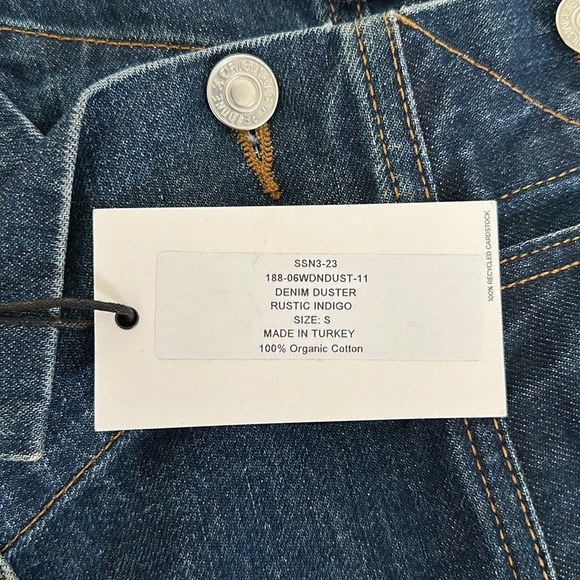 SSN3-23
188-06WDNDUST-11
DENIM DUSTER
RUSTIC INDIGO
SIZE: S
MADE IN TURKEY
100% Organic Cotton
100% RECYCLED CARDSTOCK